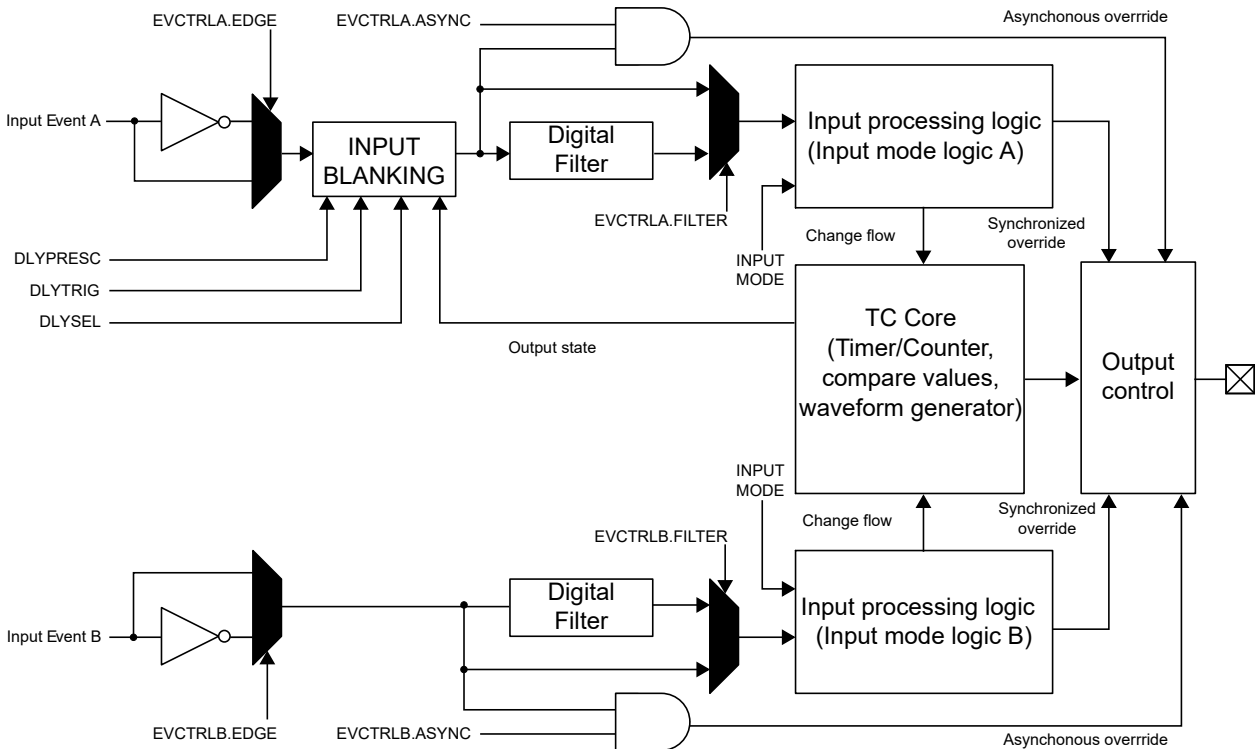 EVCTRLA.EDGE
EVCTRLA.ASYNC
Asynchonous overrride
Input Event A
INPUT
BLANKING
Digital
Filter
Input processing logic
(Input mode logic A)
EVCTRLA.FILTER
INPUT
MODE
Change flow
Synchronized
override
DLYPRESC
DLYTRIG
DLYSEL
Output state
TC Core
(Timer/Counter,
compare values,
waveform generator)
Output
control
INPUT
MODE
Change flow
Synchronized
override
EVCTRLB.FILTER
Input Event B
Digital
Filter
Input processing logic
(Input mode logic B)
EVCTRLB.EDGE
EVCTRLB.ASYNC
Asynchonous overrride